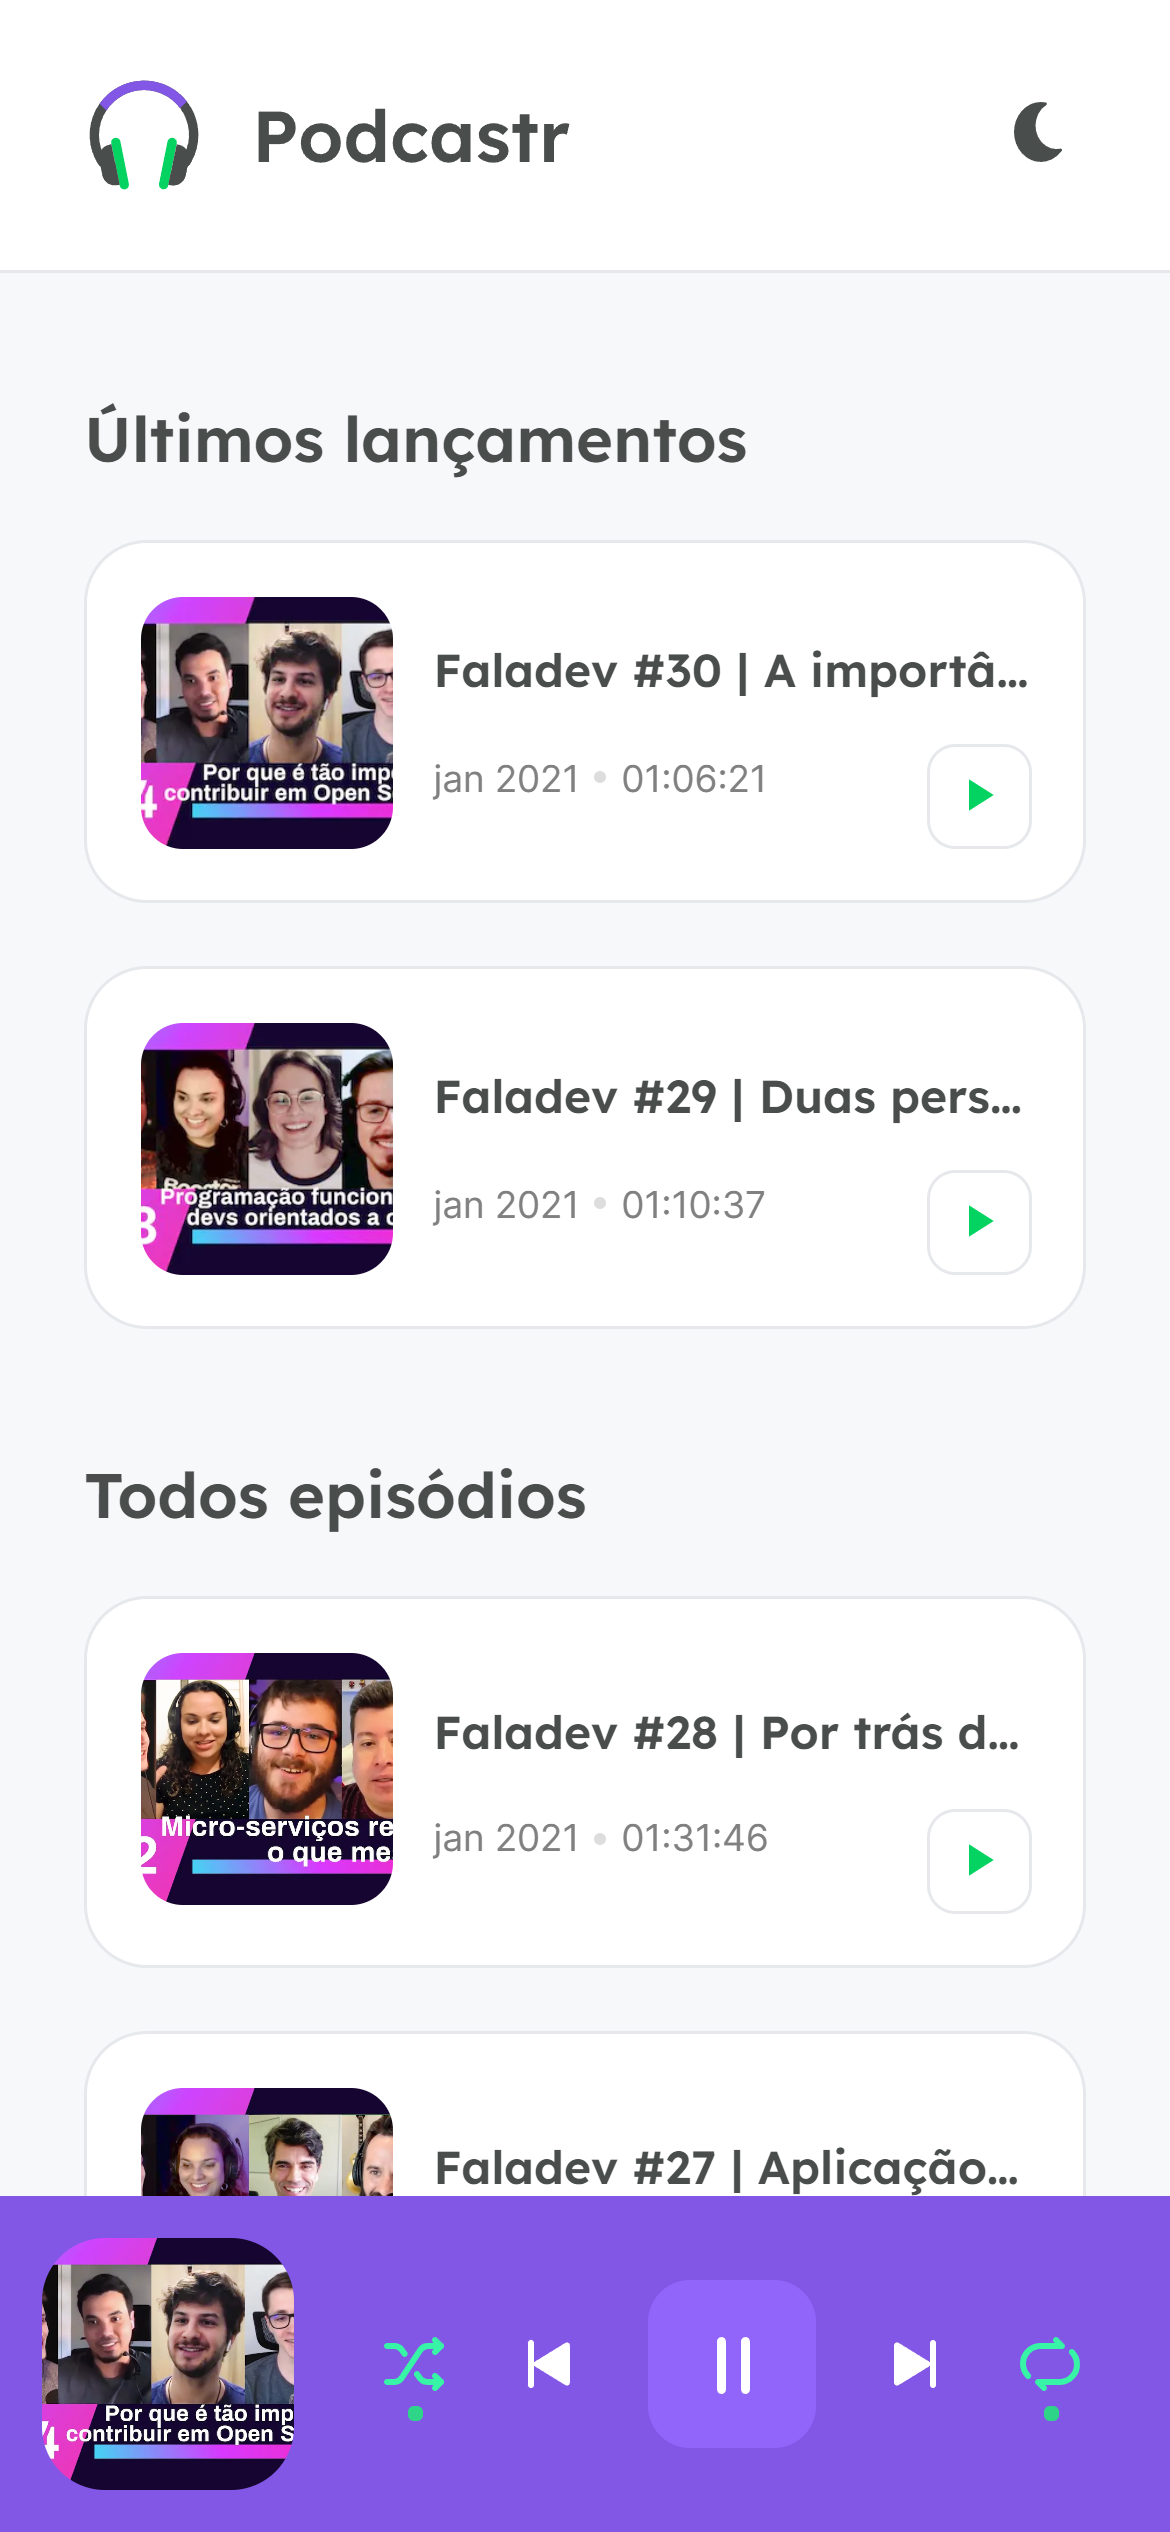 Podcastr
Últimos lançamentos
Por que é tão imp
contribuir em Open S
4
Faladev #30 | A importâ...
jan 2021 • 01:06:21
Programação funcion
devs orientados a
3
Faladev #29 | Duas pers...
jan 2021 • 01:10:37
Todos episódios
Micro-serviços re
o que me
2
Faladev #28 | Por trás d...
jan 2021 • 01:31:46
Faladev #27 | Aplicação...
Por que é tão imp
contribuir em Open S
4